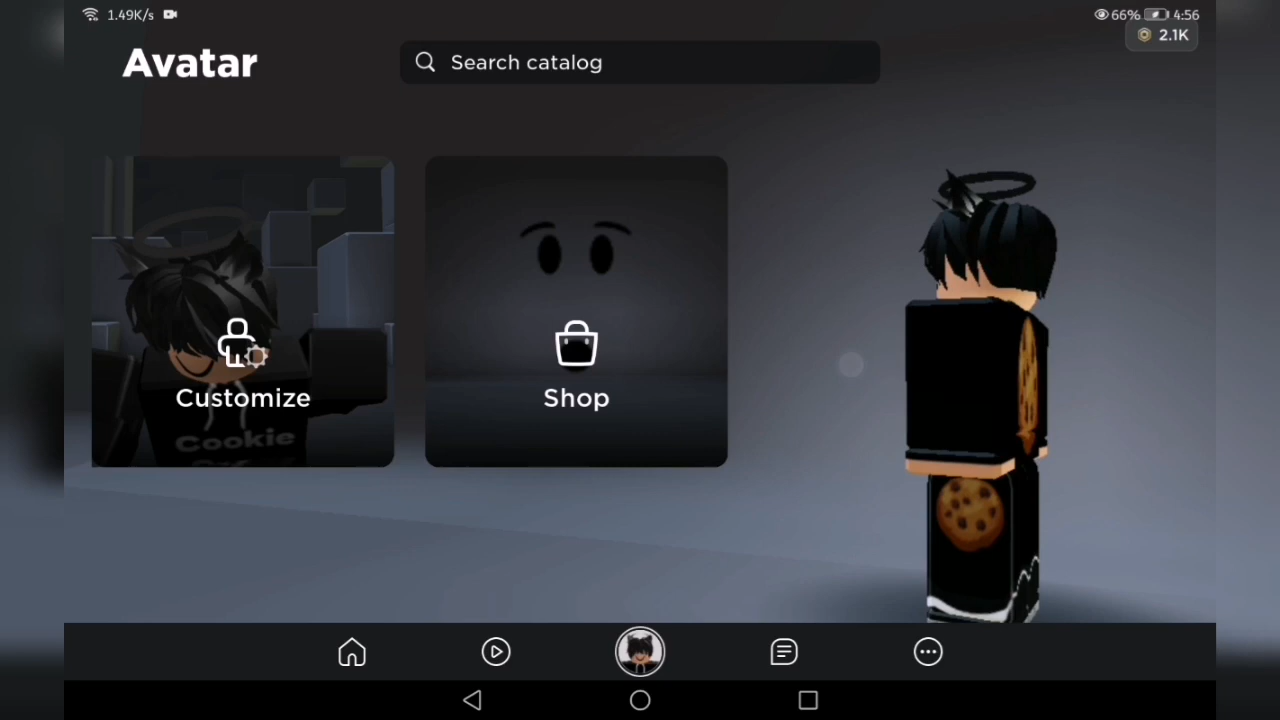 1.49K/s
66%
4:56
2.1K
Avatar
Search catalog
Customize
Shop
Cookie